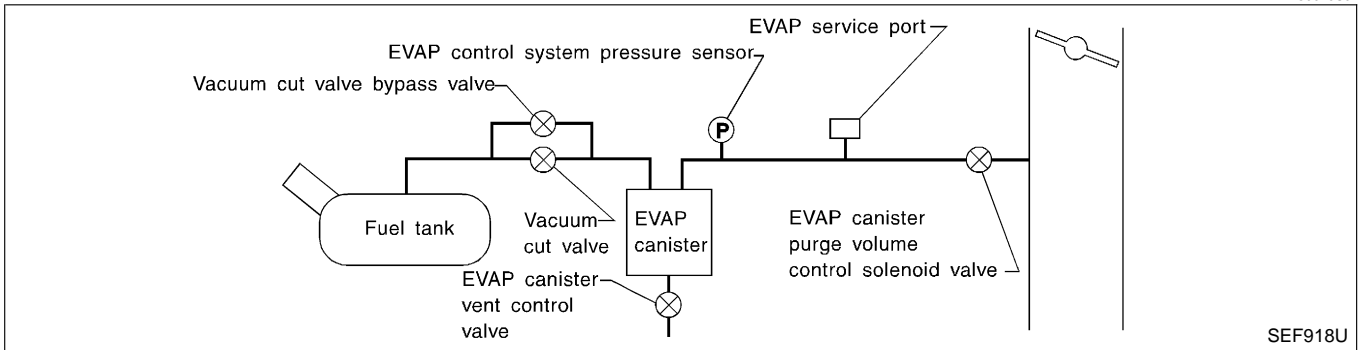 EVAP service port
EVAP control system pressure sensor
Vacuum cut valve bypass valve
P
Fuel tank
Vacuum
cut valve
EVAP
canister
EVAP canister
purge volume
control solenoid valve
EVAP canister
vent control
valve
SEF918U